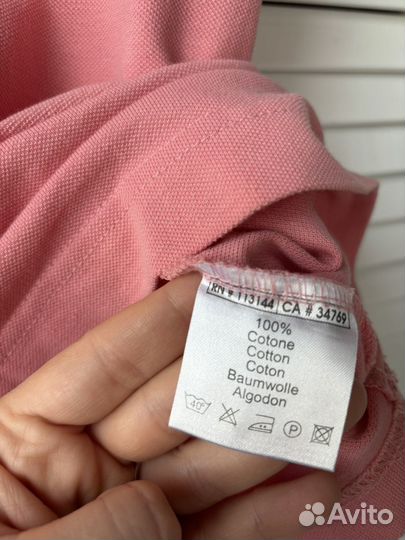 RN # 113144 CA # 34769
100%
Cotone
Cotton
Coton
Baumwolle
Algodon
40° P
Avito